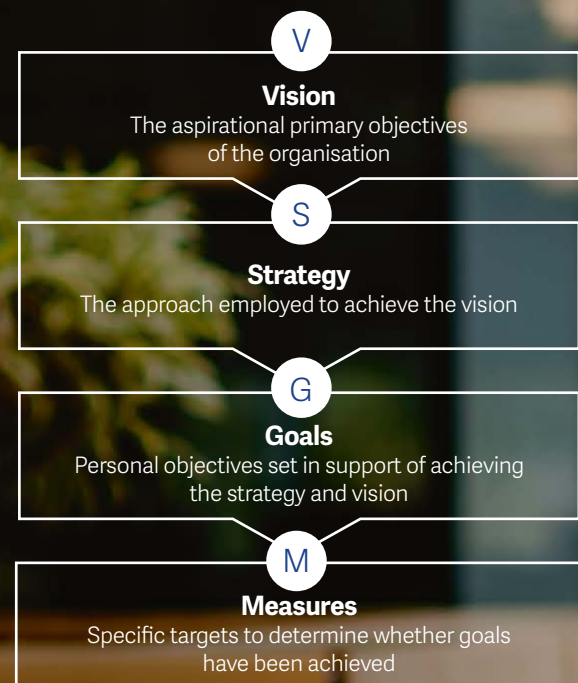 V
Vision
The aspirational primary objectives
of the organisation
S
Strategy
The approach employed to achieve the vision
G
Goals
Personal objectives set in support of achieving
the strategy and vision
M
Measures
Specific targets to determine whether goals
have been achieved